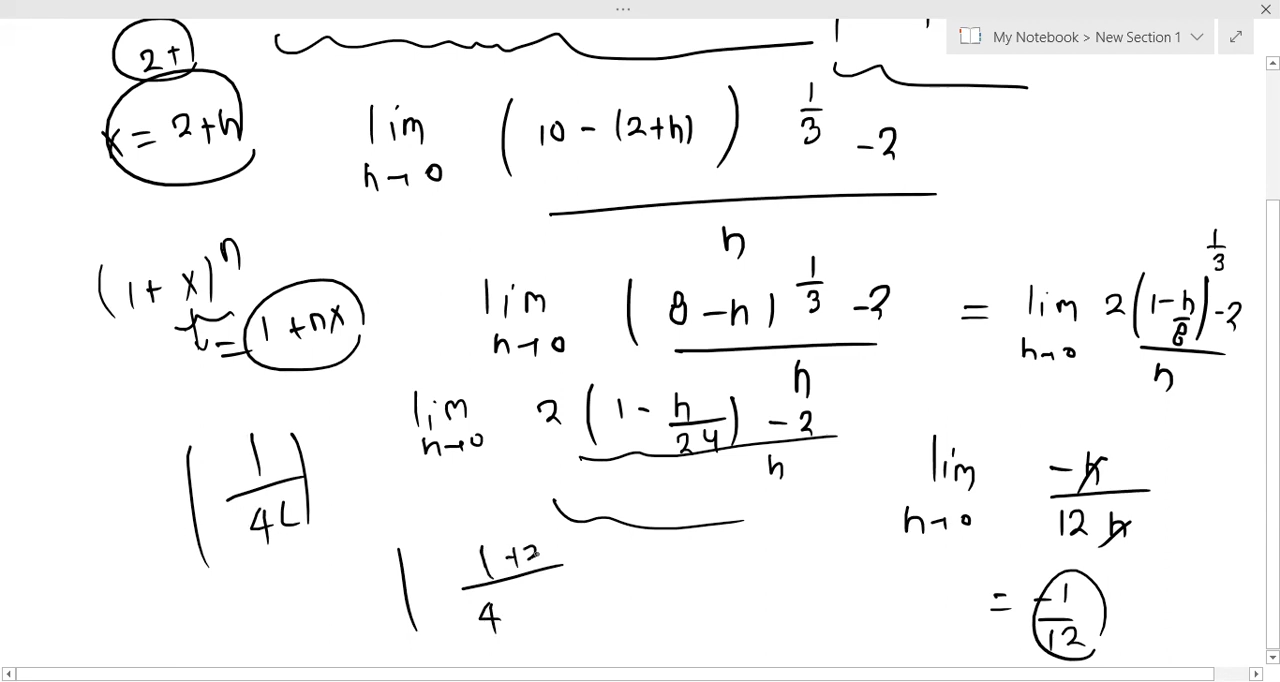 My Notebook > New Section 1
2+
x = 2+h
lim h→0 (10 - (2+h))^{1/3} - 2 / h
(1+x)^n
= 1+nx
lim h→0 (8-h)^{1/3} - 2 / h = lim h→0 2(1-h/8)^{1/3} - 2 / h
lim h→0 2(1 - h/24) - 2 / h
lim h→0 -h / 12h
1 / 4
1+2 / 4
= -1/12